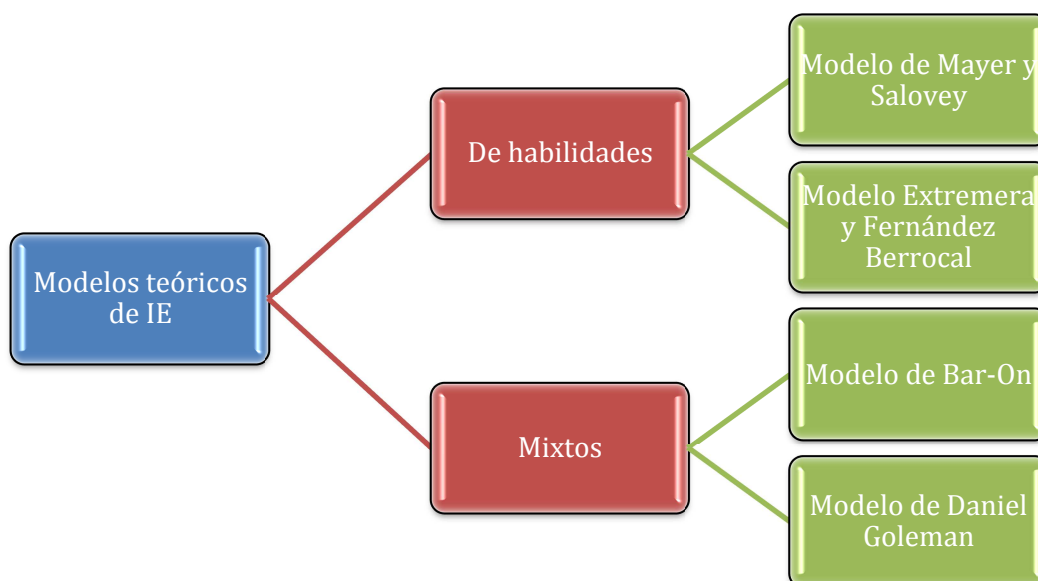 Modelos teóricos
de IE
De habilidades
Modelo de Mayer y
Salovey
Modelo Extremera
y Fernández
Berrocal
Mixtos
Modelo de Bar-On
Modelo de Daniel
Goleman